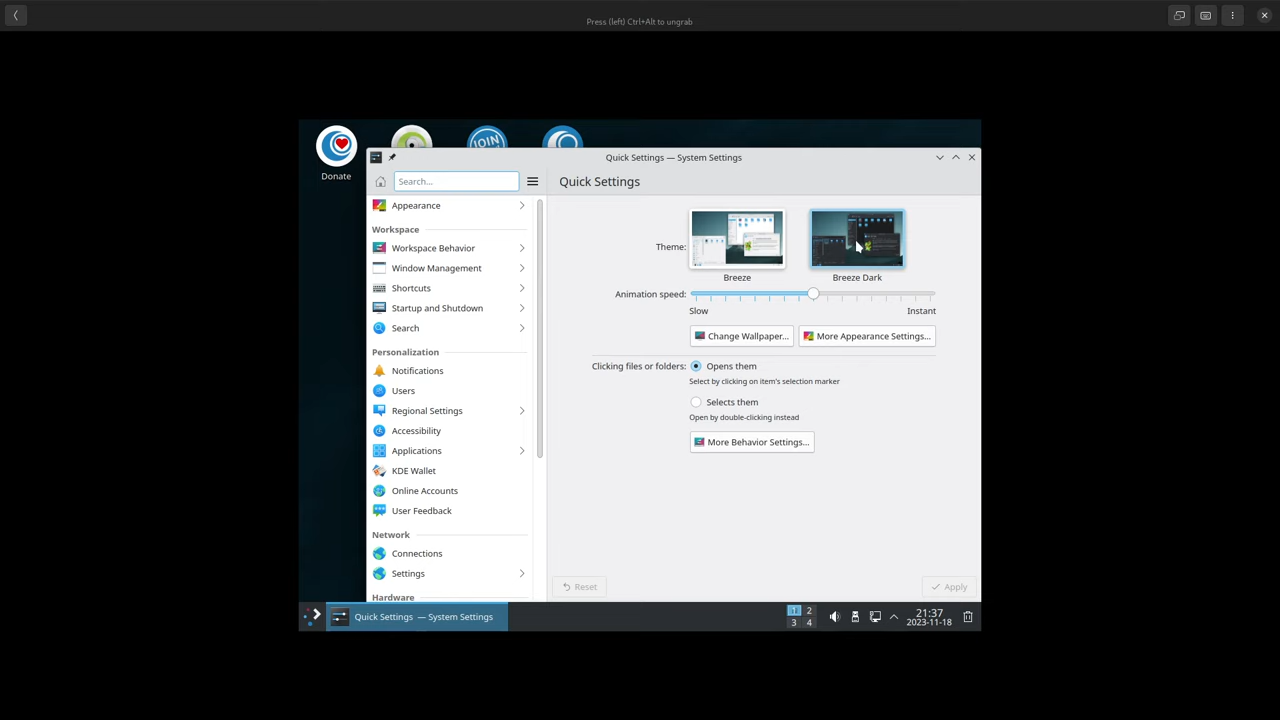 Press (left) Ctrl+Alt to ungrab
JOIN
Donate
Quick Settings — System Settings
Search...
Quick Settings
Appearance
Workspace
Workspace Behavior
Window Management
Shortcuts
Startup and Shutdown
Search
Personalization
Notifications
Users
Regional Settings
Accessibility
Applications
KDE Wallet
Online Accounts
User Feedback
Network
Connections
Settings
Hardware
Theme:
Breeze
Breeze Dark
Animation speed:
Slow
Instant
Change Wallpaper...
More Appearance Settings...
Clicking files or folders:
Opens them
Select by clicking on item's selection marker
Selects them
Open by double-clicking instead
More Behavior Settings...
Reset
Apply
Quick Settings — System Settings
1 2
3 4
21:37
2023-11-18